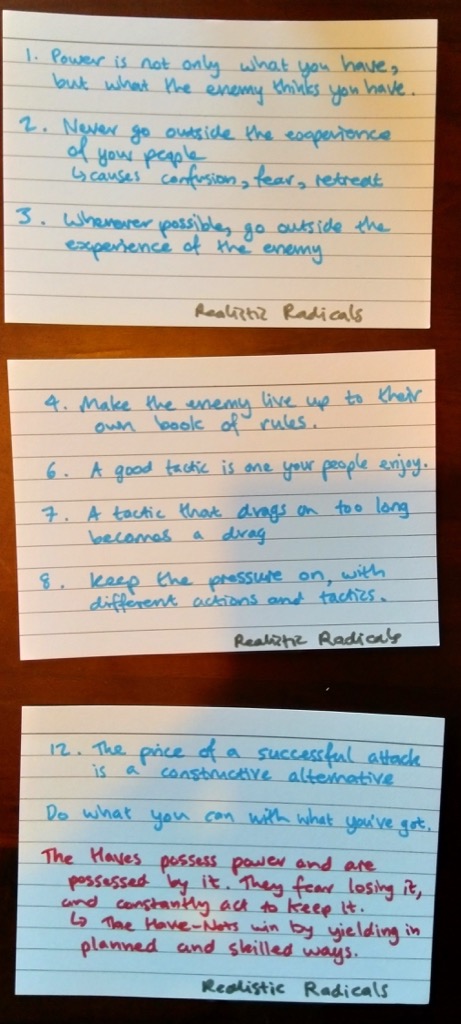 1. Power is not only what you have,
but what the enemy thinks you have.
2. Never go outside the experience
of your people
↳ causes confusion, fear, retreat
3. Whenever possible, go outside the
experience of the enemy
Realistic Radicals
4. Make the enemy live up to their
own book of rules.
6. A good tactic is one your people enjoy.
7. A tactic that drags on too long
becomes a drag
8. Keep the pressure on, with
different actions and tactics.
Realistic Radicals
12. The price of a successful attack
is a constructive alternative
Do what you can with what you've got.
The Haves possess power and are
possessed by it. They fear losing it,
and constantly act to keep it.
↳ The Have-Nots win by yielding in
planned and skilled ways.
Realistic Radicals